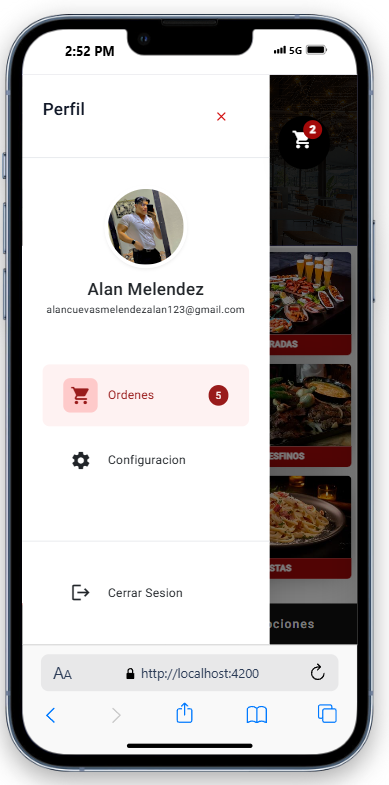 2:52 PM
5G
Perfil
2
Alan Melendez
alancuevasmelendezalan123@gmail.com
RADAS
Ordenes
5
Configuracion
ESFINOS
STAS
Cerrar Sesion
ociones
AA
http://localhost:4200